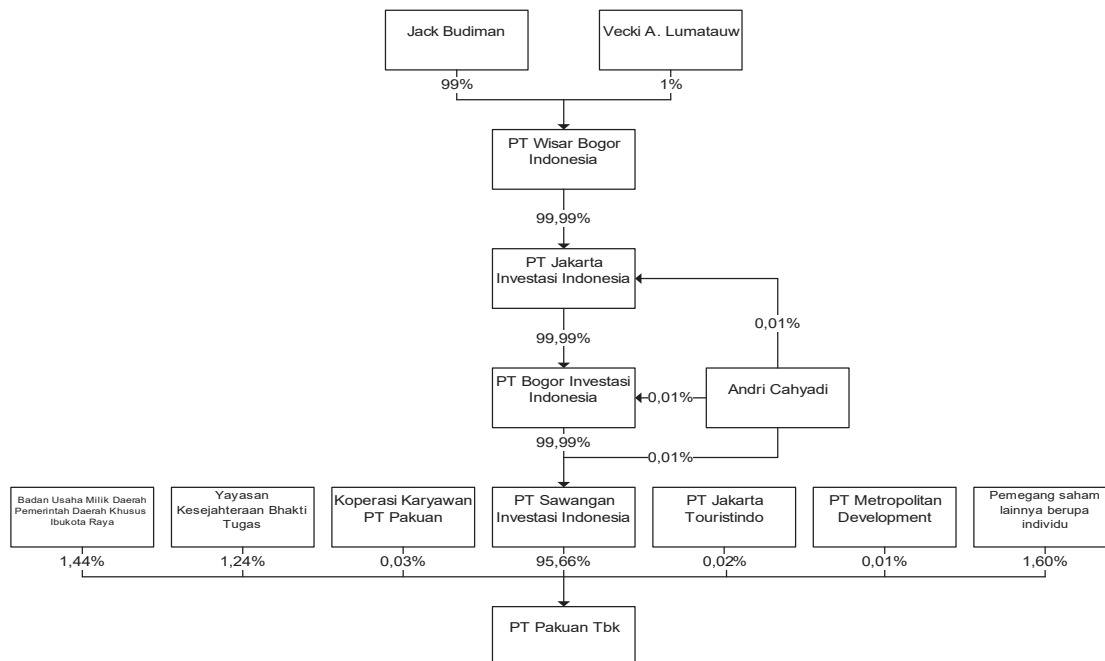 Jack Budiman
Vecki A. Lumatauw
99%
1%
PT Wisar Bogor
Indonesia
99,99%
PT Jakarta
Investasi Indonesia
0,01%
99,99%
PT Bogor Investasi
Indonesia
0,01%
Andri Cahyadi
99,99%
0,01%
Badan Usaha Milik Daerah
Pemerintah Daerah Khusus
Ibukota Raya
Yayasan
Kesejahteraan Bhakti
Tugas
Koperasi Karyawan
PT Pakuan
PT Sawangan
Investasi Indonesia
PT Jakarta
Touristindo
PT Metropolitan
Development
Pemegang saham
lainnya berupa
individu
1,44%
1,24%
0,03%
95,66%
0,02%
0,01%
1,60%
PT Pakuan Tbk